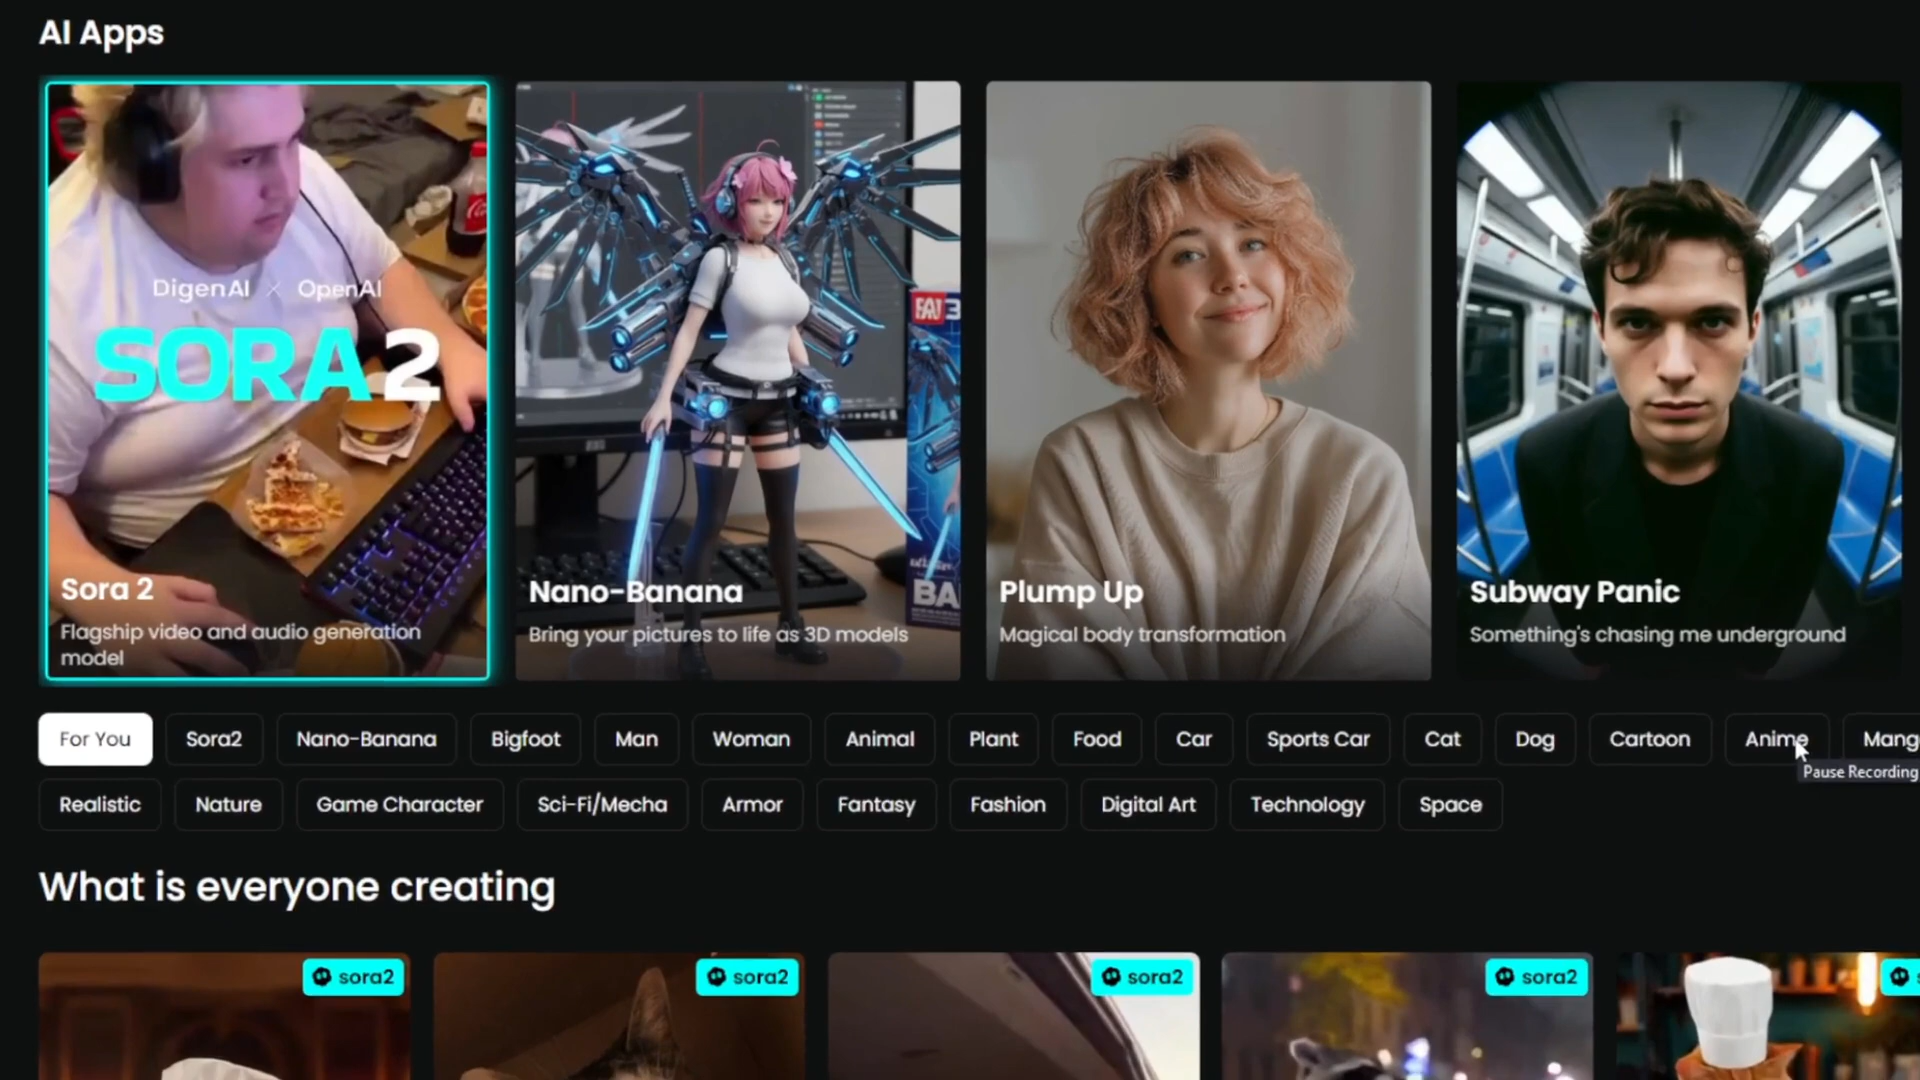 AI Apps
DigenAI × OpenAI
SORA 2
Sora 2
Flagship video and audio generation
model
Nano-Banana
Bring your pictures to life as 3D models
Plump Up
Magical body transformation
Subway Panic
Something's chasing me underground
For You
Sora2
Nano-Banana
Bigfoot
Man
Woman
Animal
Plant
Food
Car
Sports Car
Cat
Dog
Cartoon
Anime
Mang
Pause Recording
Realistic
Nature
Game Character
Sci-Fi/Mecha
Armor
Fantasy
Fashion
Digital Art
Technology
Space
What is everyone creating
sora2
sora2
sora2
sora2